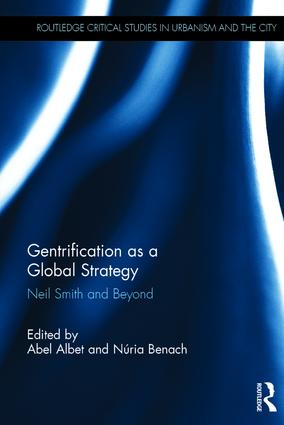 ROUTLEDGE CRITICAL STUDIES IN URBANISM AND THE CITY
Gentrification as a
Global Strategy
Neil Smith and Beyond
Edited by
Abel Albet and Núria Benach
ROUTLEDGE